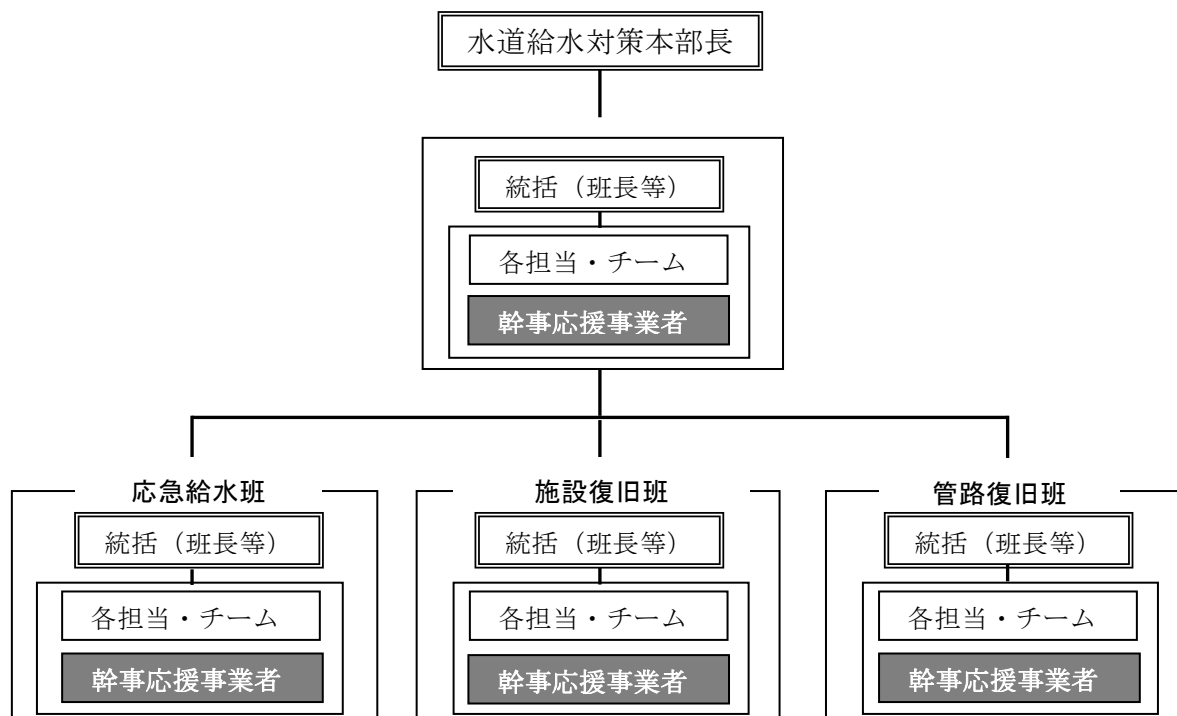 水道給水対策本部長
統括（班長等）
各担当・チーム
幹事応援事業者
応急給水班
統括（班長等）
各担当・チーム
幹事応援事業者
施設復旧班
統括（班長等）
各担当・チーム
幹事応援事業者
管路復旧班
統括（班長等）
各担当・チーム
幹事応援事業者